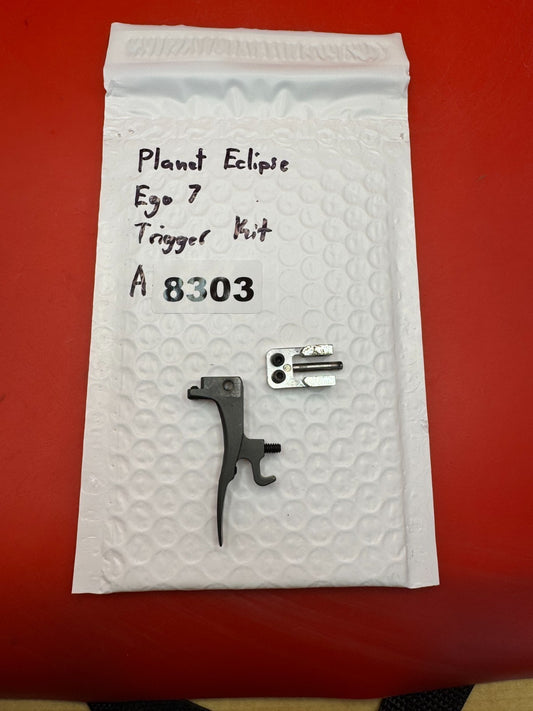 Planet Eclipse
Ego 7
Trigger Kit
A 8303